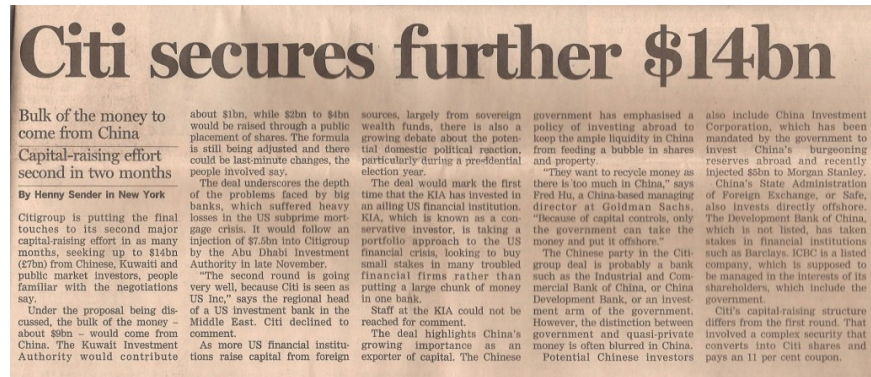 Citi secures further $14bn
Bulk of the money to
come from China
Capital-raising effort
second in two months
By Henny Sender in New York
Citigroup is putting the final
touches to its second major
capital-raising effort in as many
months, seeking up to $14bn
(£7bn) from Chinese, Kuwaiti and
public market investors, people
familiar with the negotiations
say.
Under the proposal being dis-
cussed, the bulk of the money –
about $9bn – would come from
China. The Kuwait Investment
Authority would contribute
about $1bn, while $2bn to $4bn
would be raised through a public
placement of shares. The formula
is still being adjusted and there
could be last-minute changes, the
people involved say.
The deal underscores the depth
of the problems faced by big
banks, which suffered heavy
losses in the US subprime mort-
gage crisis. It would follow an
injection of $7.5bn into Citigroup
by the Abu Dhabi Investment
Authority in late November.
"The second round is going
very well, because Citi is seen as
US Inc," says the regional head
of a US investment bank in the
Middle East. Citi declined to
comment.
As more US financial institu-
tions raise capital from foreign
sources, largely from sovereign
wealth funds, there is also a
growing debate about the poten-
tial domestic political reaction,
particularly during a presidential
election year.
The deal would mark the first
time that the KIA has invested in
an ailing US financial institution.
KIA, which is known as a con-
servative investor, is taking a
portfolio approach to the US
financial crisis, looking to buy
small stakes in many troubled
financial firms rather than
putting a large chunk of money
in one bank.
Staff at the KIA could not be
reached for comment.
The deal highlights China's
growing importance as an
exporter of capital. The Chinese
government has emphasised a
policy of investing abroad to
keep the ample liquidity in China
from feeding a bubble in shares
and property.
"They want to recycle money as
there is too much in China," says
Fred Hu, a China-based managing
director at Goldman Sachs.
"Because of capital controls, only
the government can take the
money and put it offshore."
The Chinese party in the Citi-
group deal is probably a bank
such as the Industrial and Com-
mercial Bank of China, or China
Development Bank, or an invest-
ment arm of the government.
However, the distinction between
government and quasi-private
money is often blurred in China.
Potential Chinese investors
also include China Investment
Corporation, which has been
mandated by the government to
invest China's burgeoning
reserves abroad and recently
injected $5bn to Morgan Stanley.
China's State Administration
of Foreign Exchange, or Safe,
also invests directly offshore.
The Development Bank of China,
which is not listed, has taken
stakes in financial institutions
such as Barclays. ICBC is a listed
company, which is supposed to
be managed in the interests of its
shareholders, which include the
government.
Citi's capital-raising structure
differs from the first round. That
involved a complex security that
converts into Citi shares and
pays an 11 per cent coupon.